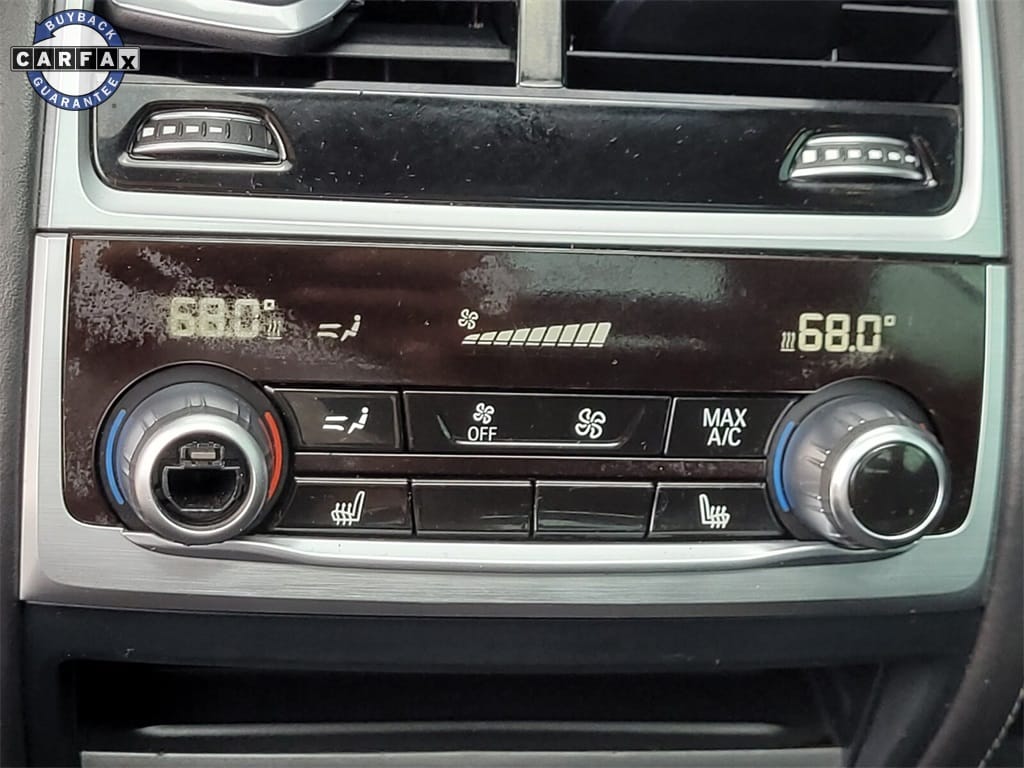 BUYBACK
CARFAX
GUARANTEE
68.0°
68.0°
OFF
MAX
A/C